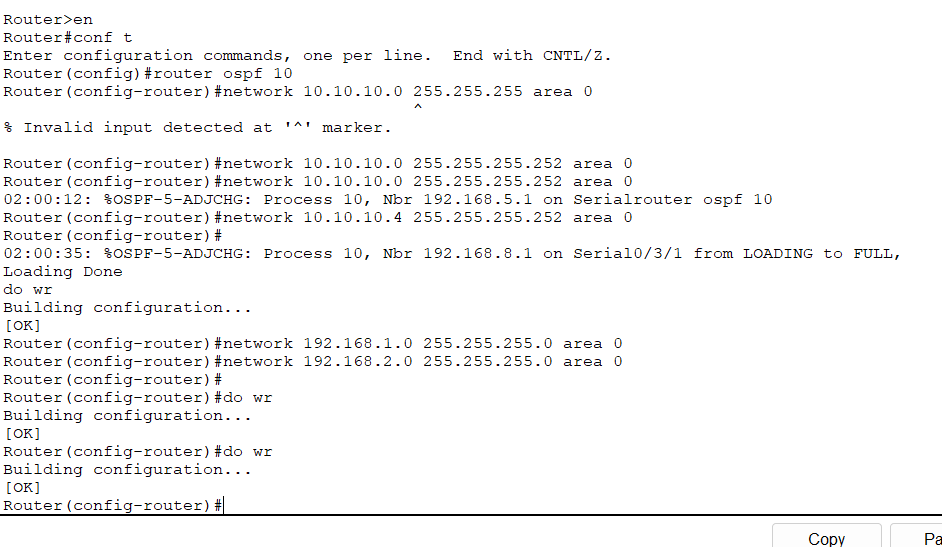 Router>en
Router#conf t
Enter configuration commands, one per line.  End with CNTL/Z.
Router(config)#router ospf 10
Router(config-router)#network 10.10.10.0 255.255.255 area 0
^
% Invalid input detected at '^' marker.
Router(config-router)#network 10.10.10.0 255.255.255.252 area 0
Router(config-router)#network 10.10.10.0 255.255.255.252 area 0
02:00:12: %OSPF-5-ADJCHG: Process 10, Nbr 192.168.5.1 on Serialrouter ospf 10
Router(config-router)#network 10.10.10.4 255.255.255.252 area 0
Router(config-router)#
02:00:35: %OSPF-5-ADJCHG: Process 10, Nbr 192.168.8.1 on Serial0/3/1 from LOADING to FULL,
Loading Done
do wr
Building configuration...
[OK]
Router(config-router)#network 192.168.1.0 255.255.255.0 area 0
Router(config-router)#network 192.168.2.0 255.255.255.0 area 0
Router(config-router)#
Router(config-router)#do wr
Building configuration...
[OK]
Router(config-router)#do wr
Building configuration...
[OK]
Router(config-router)#
Copy
Pa